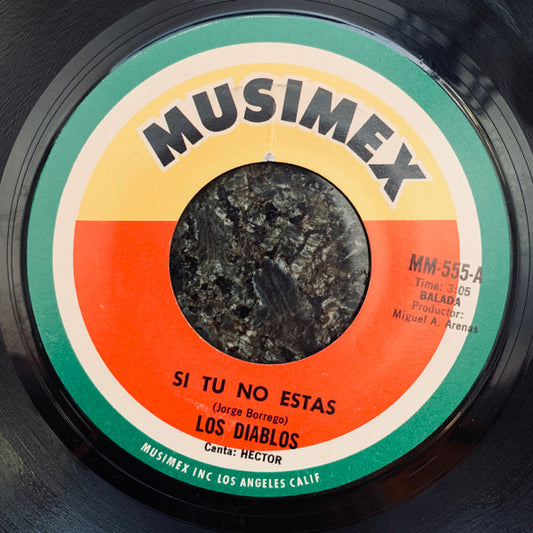 MUSIMEX
MM-555-A
Time: 3:05
BALADA
Productor:
Miguel A. Arenas
SI TU NO ESTAS
(Jorge Borrego)
LOS DIABLOS
Canta: HECTOR
MUSIMEX INC LOS ANGELES CALIF